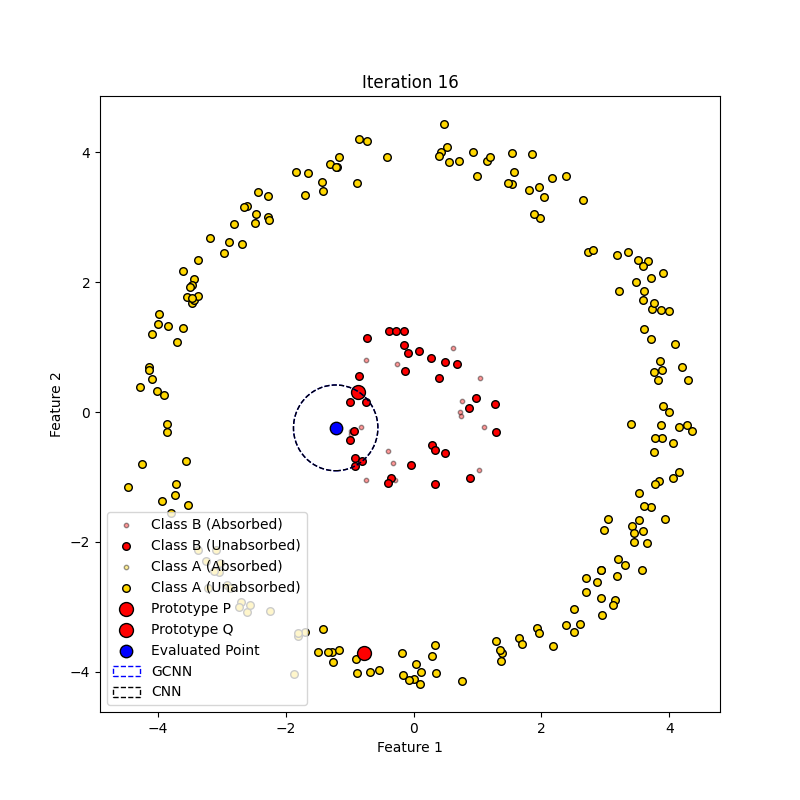 Iteration 16
Feature 2
4
2
0
−2
−4
Class B (Absorbed)
Class B (Unabsorbed)
Class A (Absorbed)
Class A (Unabsorbed)
Prototype P
Prototype Q
Evaluated Point
GCNN
CNN
−4 −2 0 2 4
Feature 1